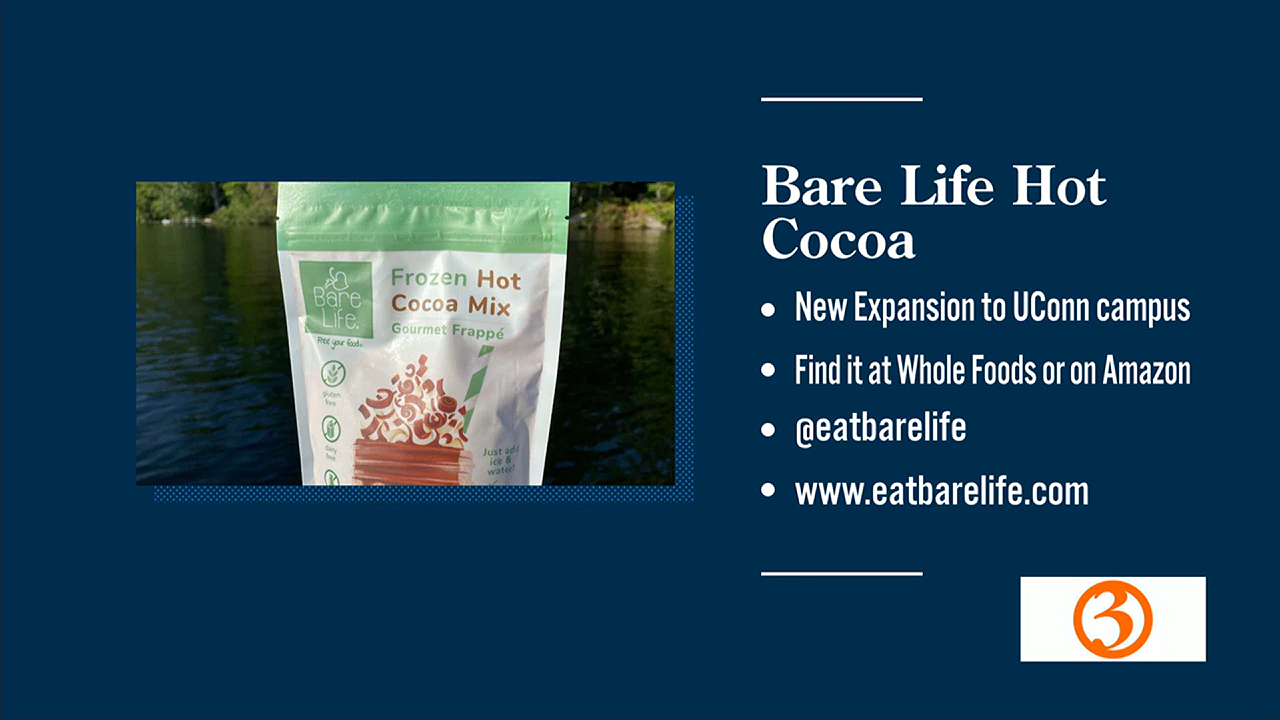 Bare Life Hot
Cocoa
New Expansion to UConn campus
Find it at Whole Foods or on Amazon
@eatbarelife
www.eatbarelife.com
Bare
Life.
Free your food.
Frozen Hot
Cocoa Mix
Gourmet Frappé
gluten
free
dairy
free
Just add
ice &
water!
3